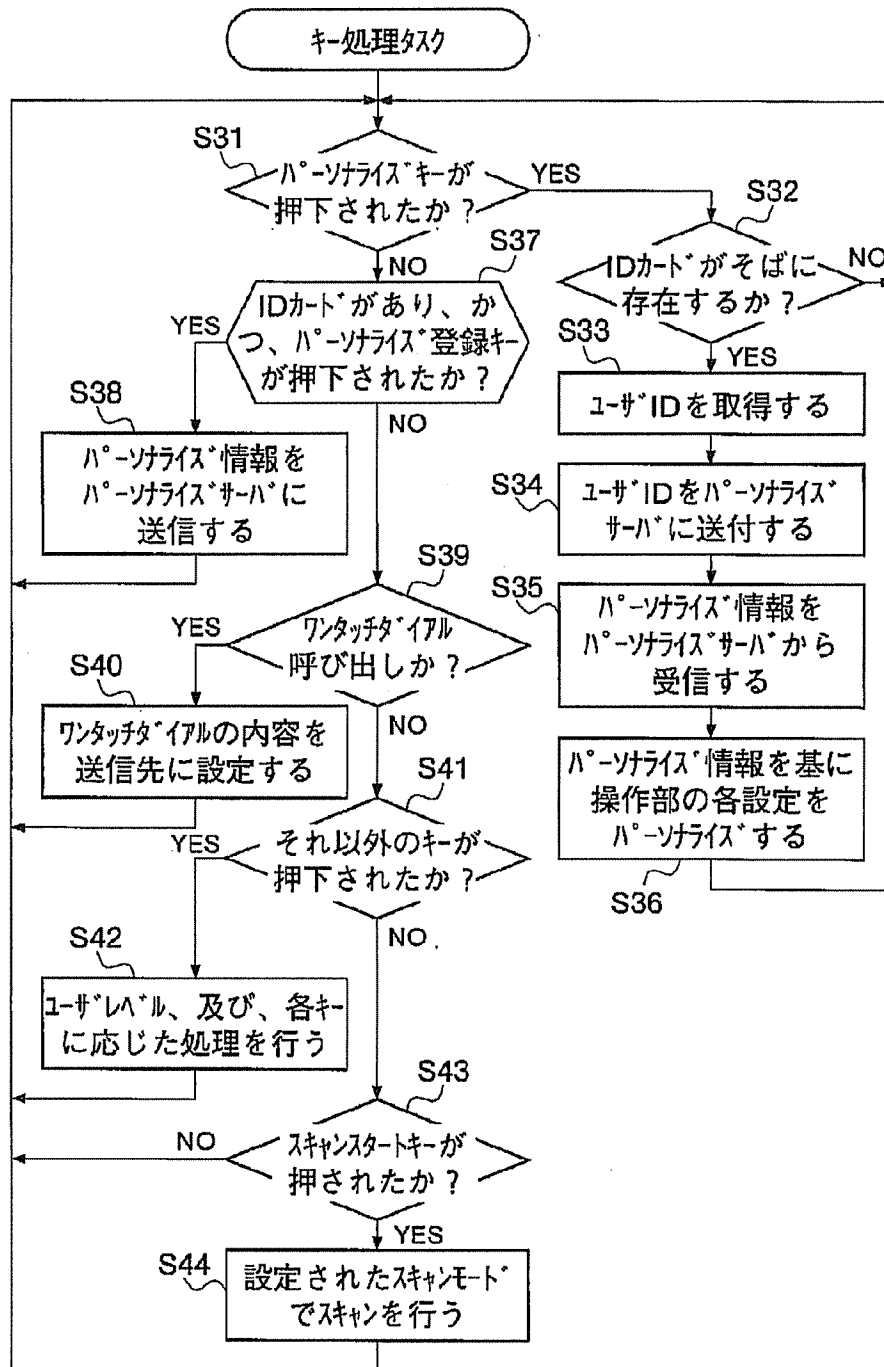 キー処理タスク
S31
パーソナライズキーが
押下されたか？
YES
NO
S32
IDカードがそばに
存在するか？
NO
YES
S33
ユーザIDを取得する
S34
ユーザIDをパーソナライズ
サーバに送付する
S35
パーソナライズ情報を
パーソナライズサーバから
受信する
パーソナライズ情報を基に
操作部の各設定を
パーソナライズする
S36
S37
IDカードがあり、か
つ、パーソナライズ登録キー
が押下されたか？
YES
NO
S38
パーソナライズ情報を
パーソナライズサーバに
送信する
S39
ワンタッチダイアル
呼び出しか？
YES
NO
S40
ワンタッチダイアルの内容を
送信先に設定する
S41
それ以外のキーが
押下されたか？
YES
NO
S42
ユーザレベル、及び、各キー
に応じた処理を行う
S43
スキャンスタートキーが
押されたか？
NO
YES
S44
設定されたスキャンモード
でスキャンを行う